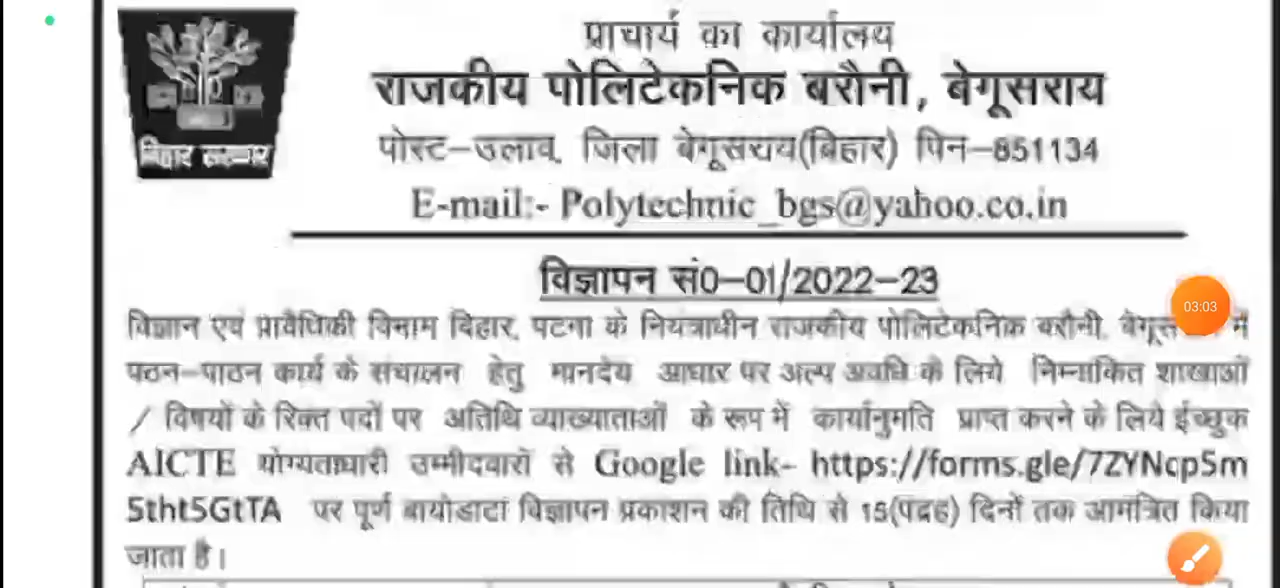 बिहार सरकार
प्राचार्य का कार्यालय
राजकीय पोलिटेकनिक बरौनी, बेगूसराय
पोस्ट–उलाव, जिला बेगूसराय(बिहार) पिन–851134
E-mail:- Polytechnic_bgs@yahoo.co.in
विज्ञापन सं0–01/2022–23
विज्ञान एवं प्रावैधिकी विभाग बिहार, पटना के नियंत्राधीन राजकीय पोलिटेकनिक बरौनी, में
03:03
पठन–पाठन कार्य के संचालन हेतु मानदेय आधार पर अल्प अवधि के लिये निम्नांकित शाखाओं
/ विषयों के रिक्त पदों पर अतिथि व्याख्याताओं के रूप में कार्यानुमति प्राप्त करने के लिये ईच्छुक
AICTE योग्यताधारी उम्मीदवारों से Google link- https://forms.gle/7ZYNcp5m
5tht5GtTA पर पूर्ण बायोडाटा विज्ञापन प्रकाशन की तिथि से 15(पंद्रह) दिनों तक आमंत्रित किया
जाता है।